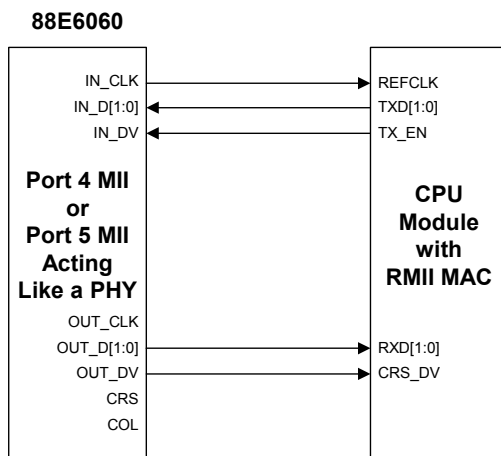 88E6060
IN_CLK
IN_D[1:0]
IN_DV
Port 4 MII
or
Port 5 MII
Acting
Like a PHY
OUT_CLK
OUT_D[1:0]
OUT_DV
CRS
COL
REFCLK
TXD[1:0]
TX_EN
CPU
Module
with
RMII MAC
RXD[1:0]
CRS_DV